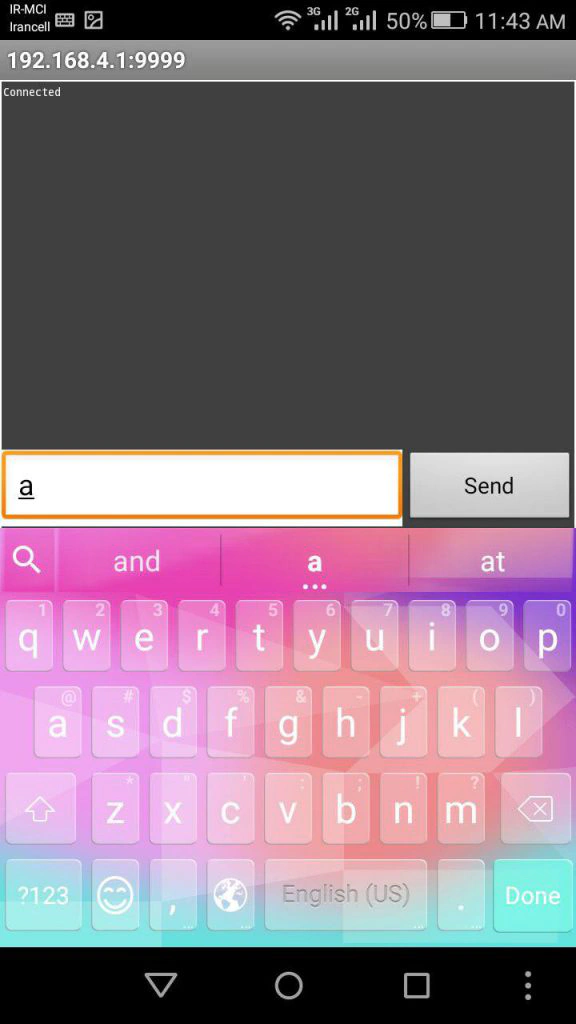 IR-MCI
Irancell
3G 2G 50% 11:43 AM
192.168.4.1:9999
Connected
a Send
and a at
1 2 3 4 5 6 7 8 9 0
q w e r t y u i o p
@ # $ % & - + ( )
a s d f g h j k l
* " ' : ; ! ?
z x c v b n m
?123 , English (US) . Done